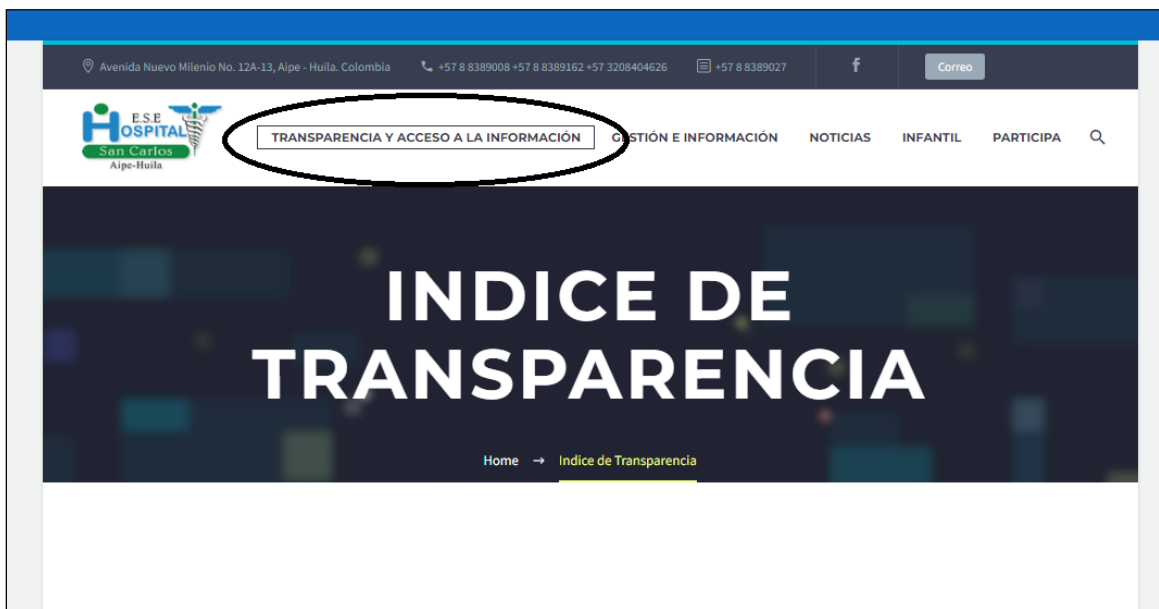 Avenida Nuevo Milenio No. 12A-13, Aipe - Huila. Colombia +57 8 8389008 +57 8 8389162 +57 3208404626 +57 8 8389027 f Correo
E.S.E
HOSPITAL
San Carlos
Aipe-Huila
TRANSPARENCIA Y ACCESO A LA INFORMACIÓN GESTIÓN E INFORMACIÓN NOTICIAS INFANTIL PARTICIPA
INDICE DE
TRANSPARENCIA
Home → Indice de Transparencia